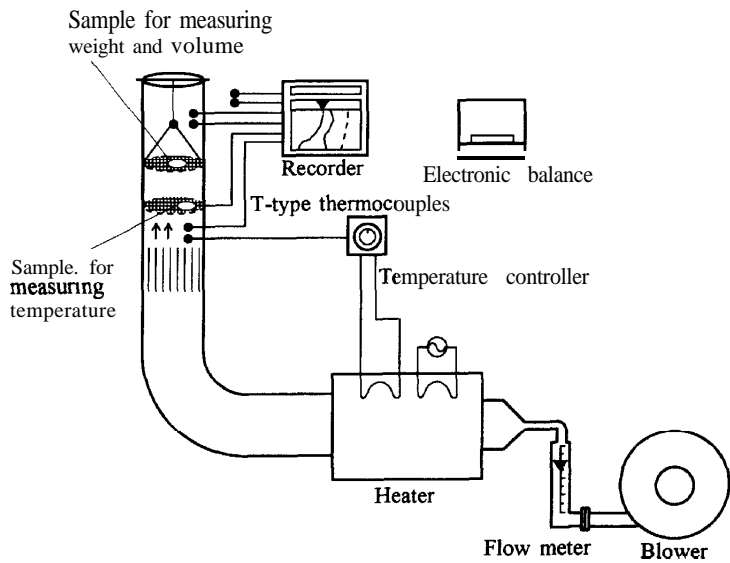 Sample for measuring
weight and volume
Recorder
Electronic balance
T-type thermocouples
Sample. for
measuring
temperature
Temperature controller
Heater
Flow meter
Blower